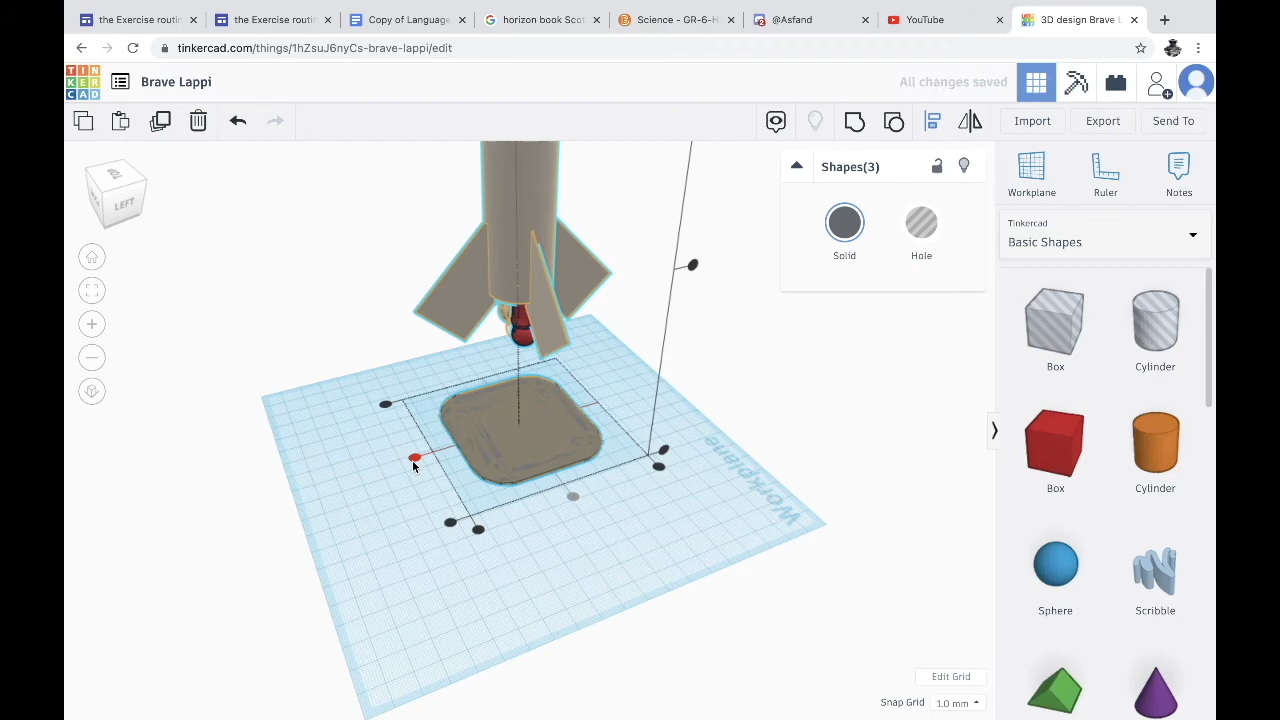 the Exercise routin
the Exercise routin
Copy of Language
horizon book Scot
Science - GR-6-H
@Asfand
YouTube
3D design Brave L
tinkercad.com/things/1hZsuJ6nyCs-brave-lappi/edit
TIN
KER
CAD
Brave Lappi
All changes saved
Import
Export
Send To
Shapes(3)
Solid
Hole
TOP
LEFT
Workplane
Workplane
Ruler
Notes
Tinkercad
Basic Shapes
Box
Cylinder
Box
Cylinder
Sphere
Scribble
Edit Grid
Snap Grid 1.0 mm